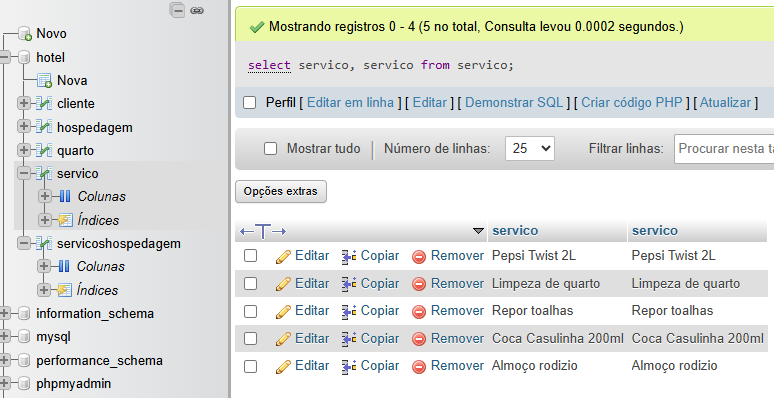 Novo
hotel
Nova
cliente
hospedagem
quarto
servico
Colunas
Índices
servicoshospedagem
Colunas
Índices
information_schema
mysql
performance_schema
phpmyadmin
Mostrando registros 0 - 4 (5 no total, Consulta levou 0.0002 segundos.)
select servico, servico from servico;
Perfil [ Editar em linha ] [ Editar ] [ Demonstrar SQL ] [ Criar código PHP ] [ Atualizar ]
Mostrar tudo Número de linhas: 25 Filtrar linhas: Procurar nesta ta
Opções extras
servico servico
Editar Copiar Remover Pepsi Twist 2L Pepsi Twist 2L
Editar Copiar Remover Limpeza de quarto Limpeza de quarto
Editar Copiar Remover Repor toalhas Repor toalhas
Editar Copiar Remover Coca Casulinha 200ml Coca Casulinha 200ml
Editar Copiar Remover Almoço rodizio Almoço rodizio